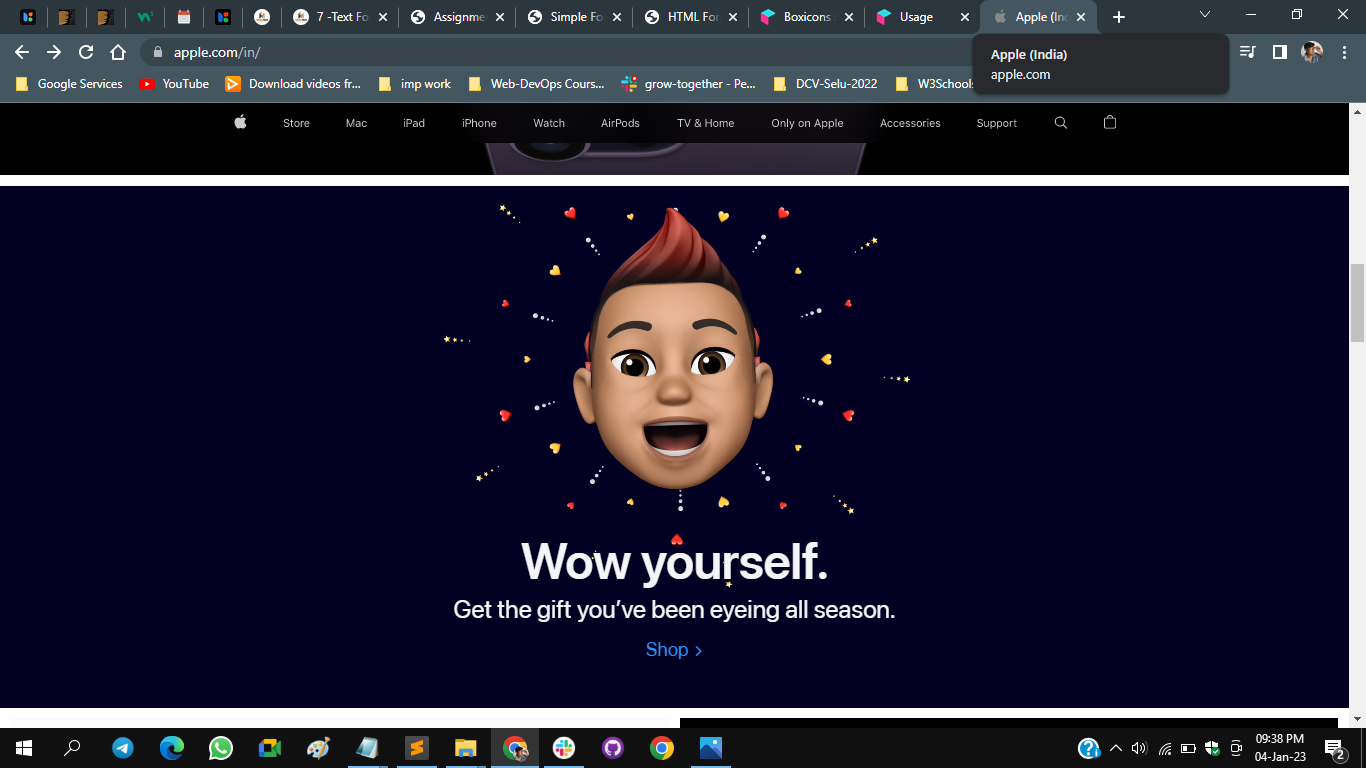 7 -Text Fo
Assignme
Simple Fo
HTML For
Boxicons
Usage
Apple (In
apple.com/in/
Apple (India)
apple.com
Google Services
YouTube
Download videos fr...
imp work
Web-DevOps Cours...
grow-together - Pe...
DCV-Selu-2022
W3Schools
Store
Mac
iPad
iPhone
Watch
AirPods
TV & Home
Only on Apple
Accessories
Support
Wow yourself.
Get the gift you've been eyeing all season.
Shop >
09:38 PM
04-Jan-23
2